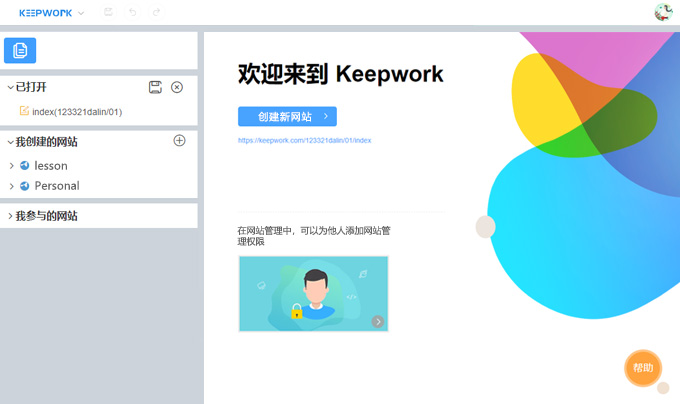 KEEPWORK
已打开
index(123321dalin/01)
我创建的网站
lesson
Personal
我参与的网站
欢迎来到 Keepwork
创建新网站
https://keepwork.com/123321dalin/01/index
在网站管理中，可以为他人添加网站管
理权限
</>
帮助